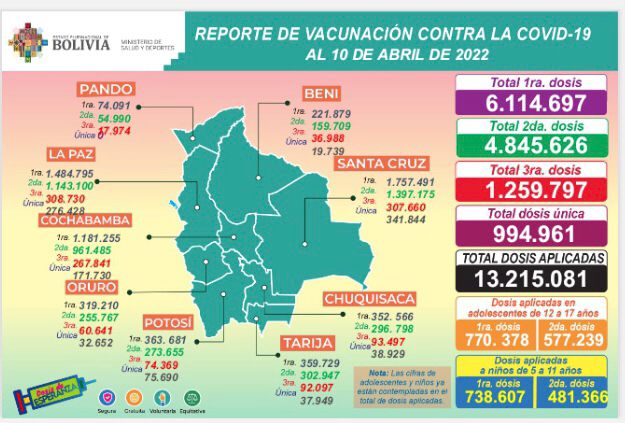 ESTADO PLURINACIONAL DE
BOLIVIA
MINISTERIO DE
SALUD Y DEPORTES
REPORTE DE VACUNACIÓN CONTRA LA COVID-19
AL 10 DE ABRIL DE 2022
PANDO
1ra. 74.091
2da. 54.990
3ra. 17.974
Única
BENI
1ra. 221.879
2da. 159.709
3ra. 36.988
Única 19.739
LA PAZ
1ra. 1.484.795
2da. 1.143.100
3ra. 308.730
Única 276.428
SANTA CRUZ
1ra. 1.757.491
2da. 1.397.175
3ra. 307.660
Única 341.844
COCHABAMBA
1ra. 1.181.255
2da. 961.485
3ra. 267.841
Única 171.730
ORURO
1ra. 319.210
2da. 255.767
3ra. 60.641
Única 32.652
POTOSÍ
1ra. 363.681
2da. 273.655
3ra. 74.369
Única 75.690
CHUQUISACA
1ra. 352.566
2da. 296.798
3ra. 93.497
Única 38.929
TARIJA
1ra. 359.729
2da. 302.947
3ra. 92.097
Única 37.949
Total 1ra. dosis
6.114.697
Total 2da. dosis
4.845.626
Total 3ra. dosis
1.259.797
Total dósis única
994.961
TOTAL DOSIS APLICADAS
13.215.081
Dosis aplicadas en
adolescentes de 12 a 17 años
1ra. dosis
770. 378
2da. dosis
577.239
Dosis aplicadas
a niños de 5 a 11 años
1ra. dosis
738.607
2da. dosis
481.366
Nota: Las cifras de
adolescentes y niños ya
están contempladas en el
total de dosis aplicadas.
Dosis de
ESPERANZA
Segura
Gratuita
Voluntaria
Equitativa